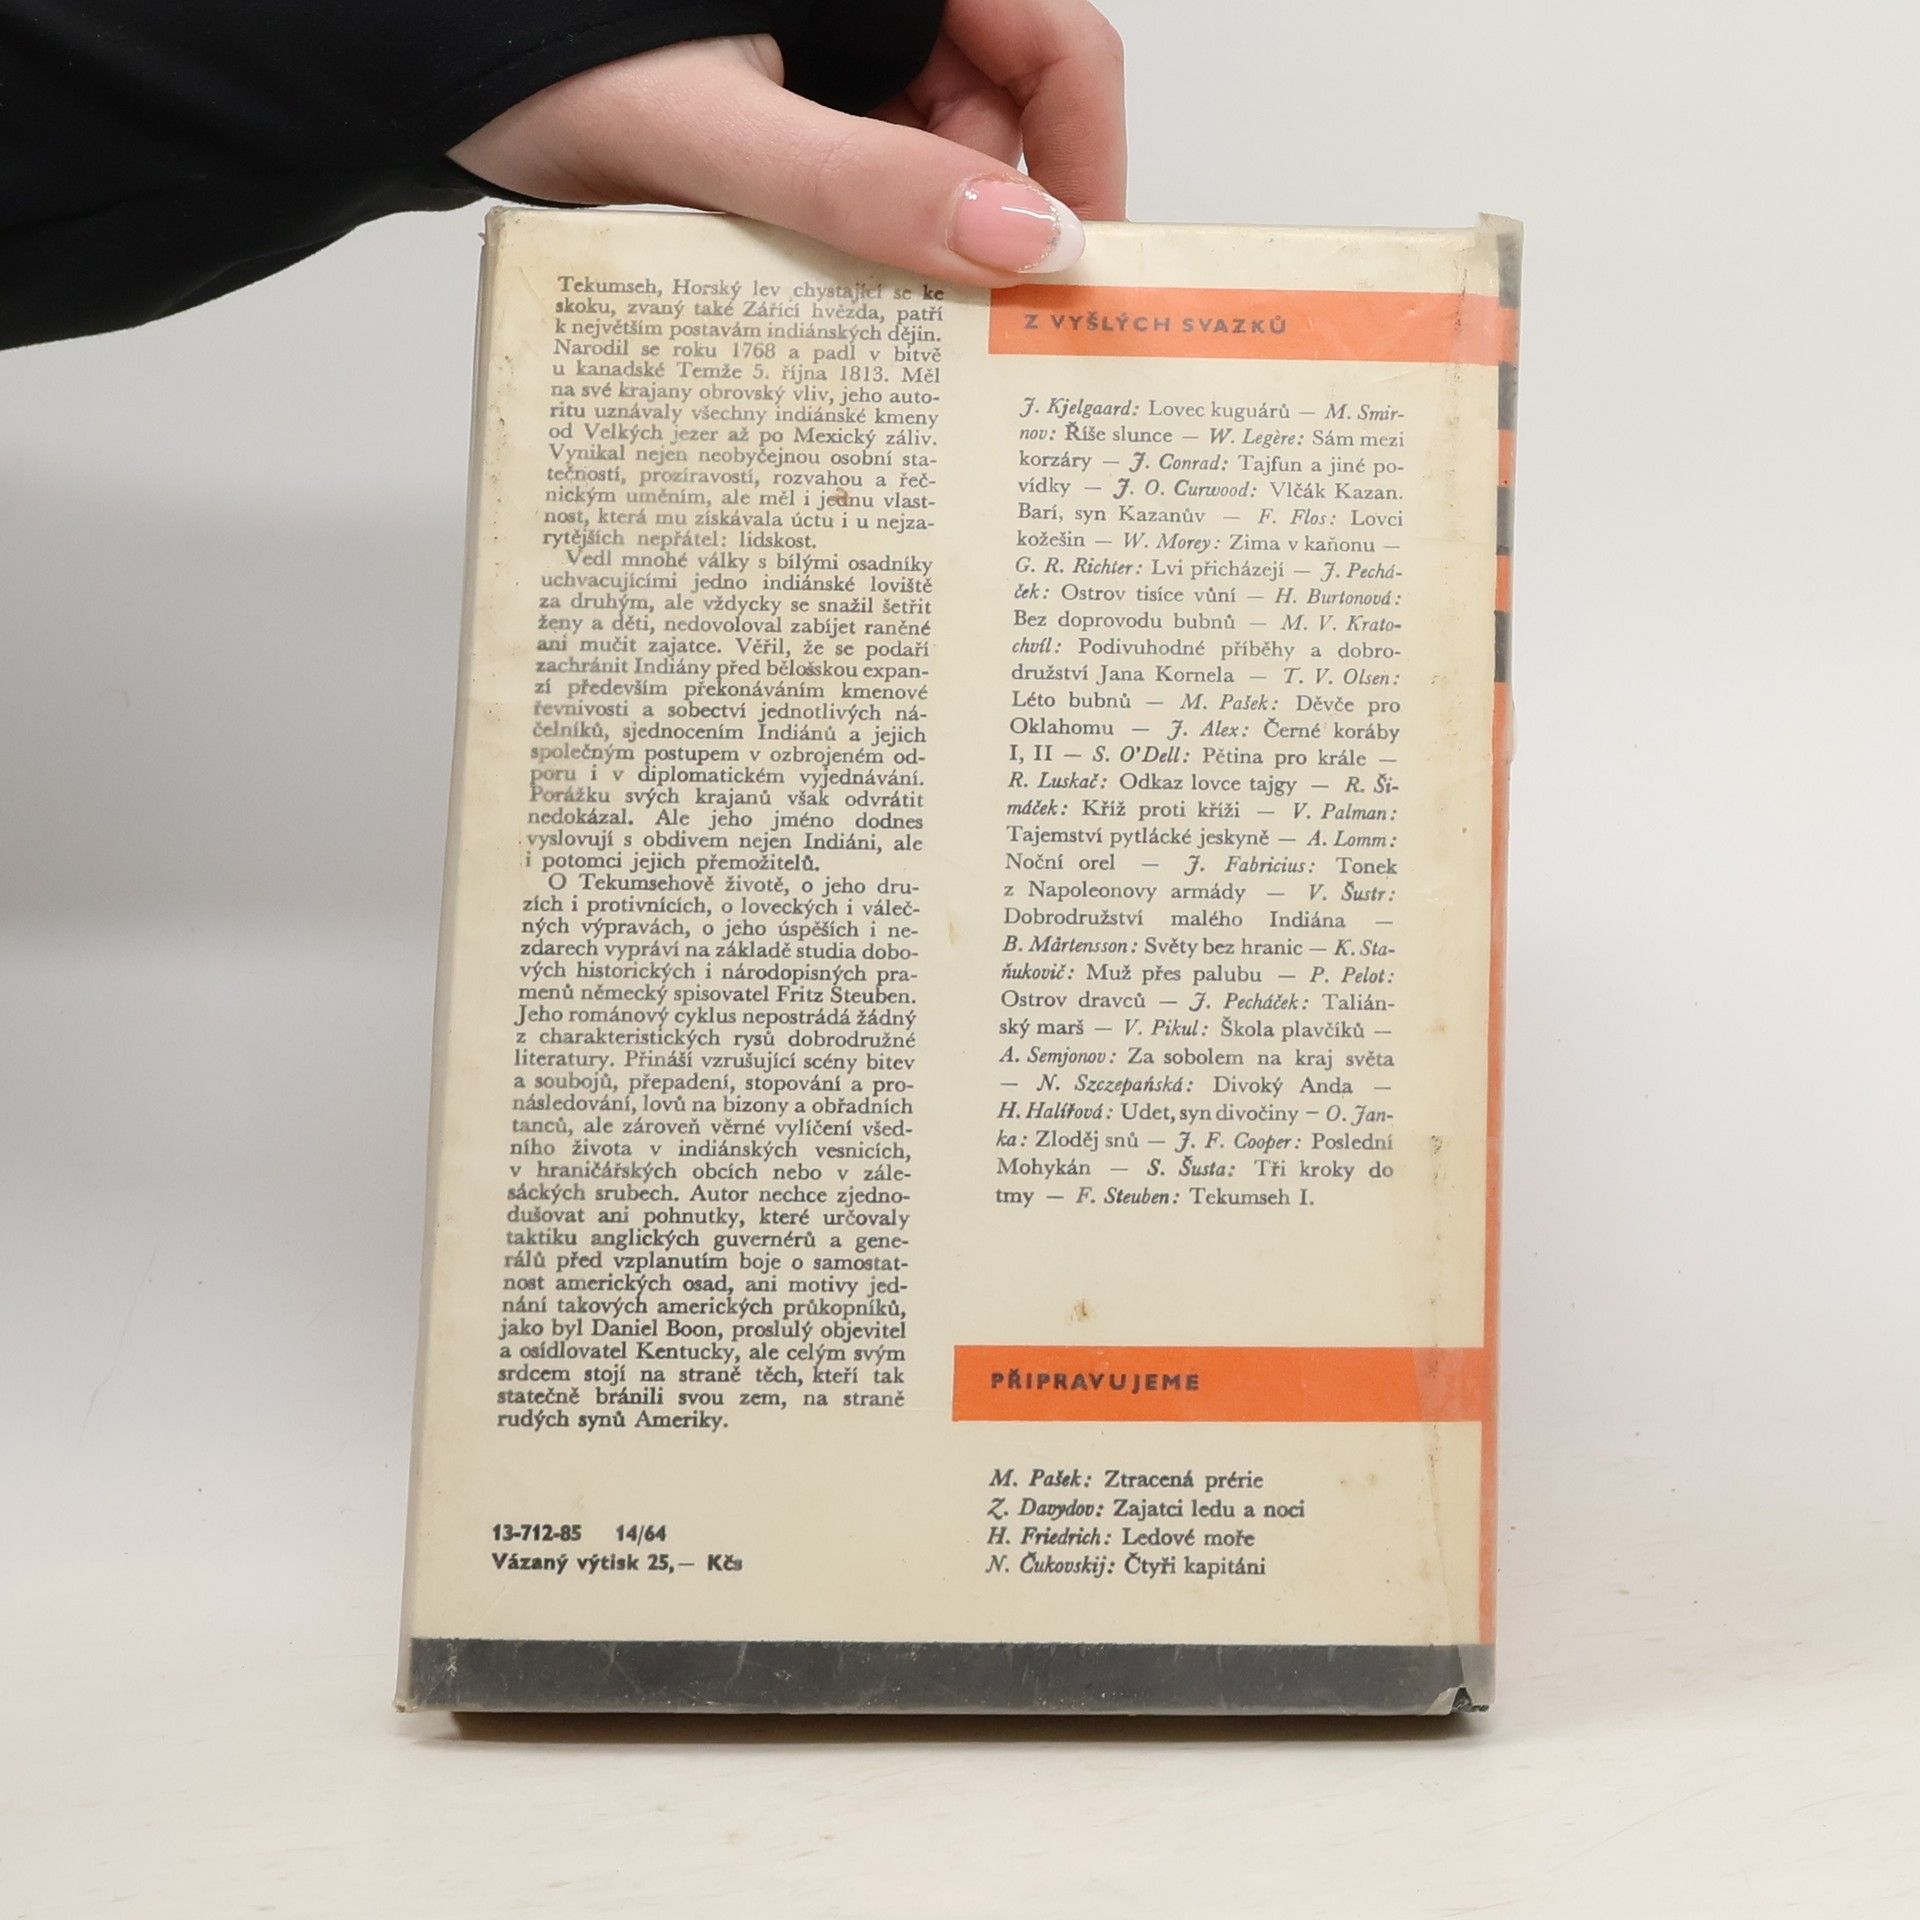 Tekumseh, Horský lev chystající se ke
skoku, zvaný také Zářící hvězda, patří
k největším postavám indiánských dějin.
Narodil se roku 1768 a padl v bitvě
u kanadské Temže 5. října 1813. Měl
na své krajany obrovský vliv, jeho auto-
ritu uznávaly všechny indiánské kmeny
od Velkých jezer až po Mexický záliv.
Vynikal nejen neobyčejnou osobní sta-
tečností, prozíravostí, rozvahou a řeč-
nickým uměním, ale měl i jednu vlast-
nost, která mu získávala úctu i u nejza-
rytějších nepřátel: lidskost.
Vedl mnohé války s bílými osadníky
uchvacujícími jedno indiánské loviště
za druhým, ale vždycky se snažil šetřit
ženy a děti, nedovoloval zabíjet raněné
ani mučit zajatce. Věřil, že se podaří
zachránit Indiány před bělošskou expan-
zí především překonáváním kmenové
řevnivosti a sobectví jednotlivých ná-
čelníků, sjednocením Indiánů a jejich
společným postupem v ozbrojeném od-
poru i v diplomatickém vyjednávání.
Porážku svých krajanů však odvrátit
nedokázal. Ale jeho jméno dodnes
vyslovují s obdivem nejen Indiáni, ale
i potomci jejich přemožitelů.
O Tekumsehově životě, o jeho dru-
zích i protivnících, o loveckých i váleč-
ných výpravách, o jeho úspěších i ne-
zdarech vypráví na základě studia dobo-
vých historických i národopisných pra-
menů německý spisovatel Fritz Steuben.
Jeho románový cyklus nepostrádá žádný
z charakteristických rysů dobrodružné
literatury. Přináší vzrušující scény bitev
a soubojů, přepadení, stopování a pro-
následování, lovů na bizony a obřadních
tanců, ale zároveň věrné vylíčení všed-
ního života v indiánských vesnicích,
v hraničářských obcích nebo v zále-
sáckých srubech. Autor nechce zjedno-
dušovat ani pohnutky, které určovaly
taktiku anglických guvernérů a gene-
rálů před vzplanutím boje o samostat-
nost amerických osad, ani motivy jed-
nání takových amerických průkopníků,
jako byl Daniel Boon, proslulý objevitel
a osídlovatel Kentucky, ale celým svým
srdcem stojí na straně těch, kteří tak
statečně bránili svou zem, na straně
rudých synů Ameriky.
13-712-85 14/64
Vázaný výtisk 25,— Kčs
Z VYŠLÝCH SVAZKŮ
J. Kjelgaard: Lovec kuguárů — M. Smir-
nov: Říše slunce — W. Legère: Sám mezi
korzáry — J. Conrad: Tajfun a jiné po-
vídky — J. O. Curwood: Vlčák Kazan.
Barí, syn Kazanův — F. Flos: Lovci
kožešin — W. Morey: Zima v kaňonu —
G. R. Richter: Lvi přicházejí — J. Pechá-
ček: Ostrov tisíce vůní — H. Burtonová:
Bez doprovodu bubnů — M. V. Krato-
chvíl: Podivuhodné příběhy a dobro-
družství Jana Kornela — T. V. Olsen:
Léto bubnů — M. Pašek: Děvče pro
Oklahomu — J. Alex: Černé koráby
I, II — S. O'Dell: Pětina pro krále —
R. Luskač: Odkaz lovce tajgy — R. Ši-
máček: Kříž proti kříži — V. Palman:
Tajemství pytlácké jeskyně — A. Lomm:
Noční orel — J. Fabricius: Tonek
z Napoleonovy armády — V. Šustr:
Dobrodružství malého Indiána —
B. Mårtensson: Světy bez hranic — K. Sta-
ňukovič: Muž přes palubu — P. Pelot:
Ostrov dravců — J. Pecháček: Talián-
ský marš — V. Pikul: Škola plavčíků —
A. Semjonov: Za sobolem na kraj světa
— N. Szczepańská: Divoký Anda —
H. Halířová: Udet, syn divočiny — O. Jan-
ka: Zloděj snů — J. F. Cooper: Poslední
Mohykán — S. Šusta: Tři kroky do
tmy — F. Steuben: Tekumseh I.
PŘIPRAVUJEME
M. Pašek: Ztracená prérie
Z. Davydov: Zajatci ledu a noci
H. Friedrich: Ledové moře
N. Čukovskij: Čtyři kapitáni